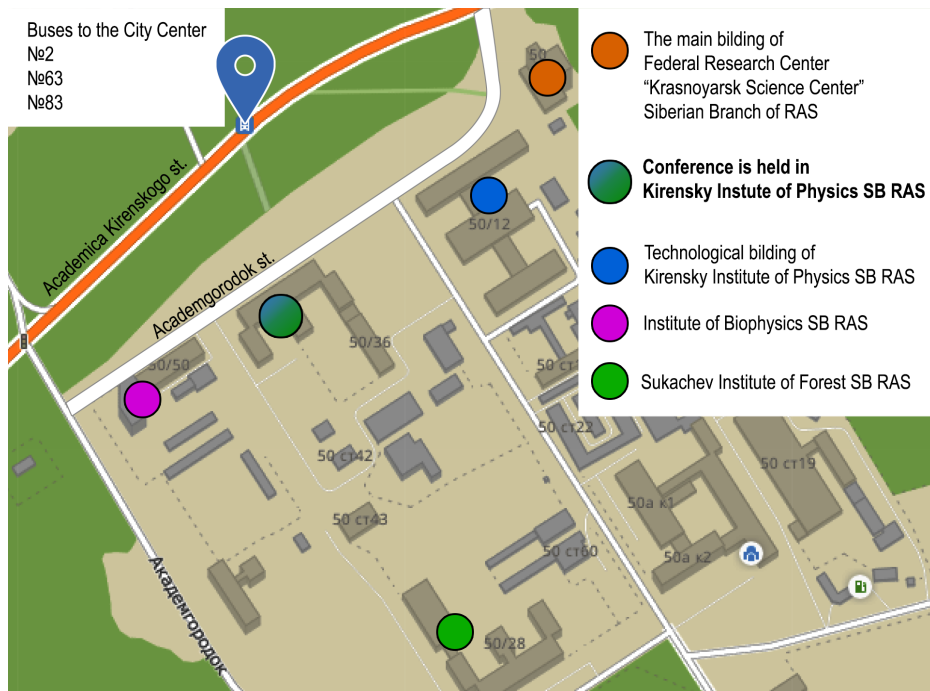 Buses to the City Center
№2
№63
№83
The main bilding of
Federal Research Center
“Krasnoyarsk Science Center”
Siberian Branch of RAS
Conference is held in
Kirensky Instute of Physics SB RAS
Technological bilding of
Kirensky Institute of Physics SB RAS
Institute of Biophysics SB RAS
Sukachev Institute of Forest SB RAS
Academica Kirenskogo st.
Academgorodok st.
50
50/12
50/36
50/50
50 ст22
50 ст42
50 ст19
50а к1
50 ст43
50 ст60
50а к2
Академгородок
50/28